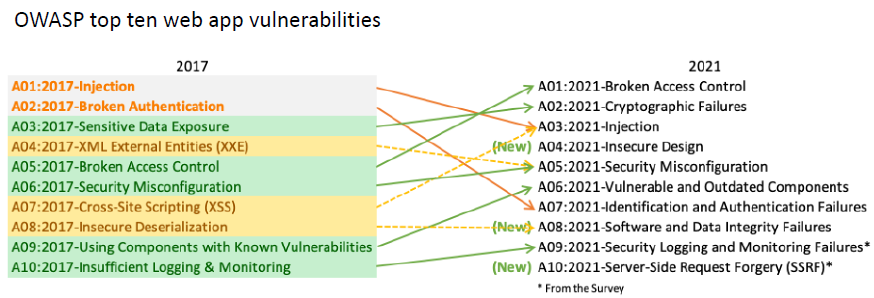 OWASP top ten web app vulnerabilities
2017
2021
A01:2017-Injection
A02:2017-Broken Authentication
A03:2017-Sensitive Data Exposure
A04:2017-XML External Entities (XXE)
A05:2017-Broken Access Control
A06:2017-Security Misconfiguration
A07:2017-Cross-Site Scripting (XSS)
A08:2017-Insecure Deserialization
A09:2017-Using Components with Known Vulnerabilities
A10:2017-Insufficient Logging & Monitoring
A01:2021-Broken Access Control
A02:2021-Cryptographic Failures
A03:2021-Injection
(New) A04:2021-Insecure Design
A05:2021-Security Misconfiguration
A06:2021-Vulnerable and Outdated Components
A07:2021-Identification and Authentication Failures
(New) A08:2021-Software and Data Integrity Failures
A09:2021-Security Logging and Monitoring Failures*
(New) A10:2021-Server-Side Request Forgery (SSRF)*
* From the Survey